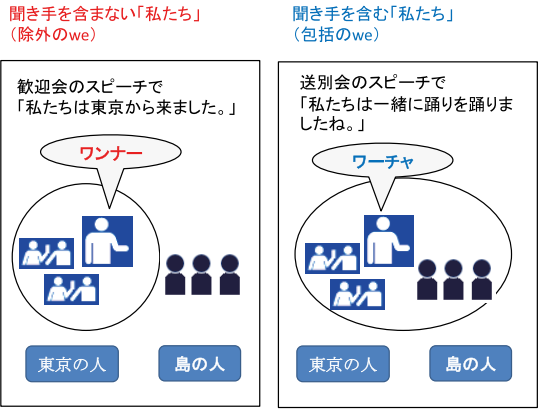 聞き手を含まない「私たち」
（除外のwe）
歓迎会のスピーチで
「私たちは東京から来ました。」
ワンナー
東京の人
島の人
聞き手を含む「私たち」
（包括のwe）
送別会のスピーチで
「私たちは一緒に踊りを踊りま
したね。」
ワーチャ
東京の人
島の人